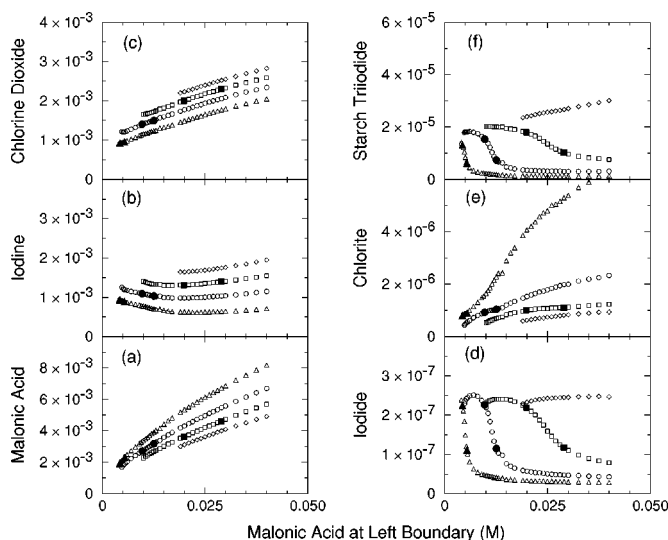 (c)
Chlorine Dioxide
3 × 10⁻³
2 × 10⁻³
1 × 10⁻³
0
(b)
Iodine
3 × 10⁻³
2 × 10⁻³
1 × 10⁻³
0
(a)
Malonic Acid
8 × 10⁻³
6 × 10⁻³
4 × 10⁻³
2 × 10⁻³
0
0 0.025 0.050
(f)
Starch Triiodide
6 × 10⁻⁵
4 × 10⁻⁵
2 × 10⁻⁵
0
(e)
Chlorite
4 × 10⁻⁶
2 × 10⁻⁶
0
(d)
Iodide
3 × 10⁻⁷
2 × 10⁻⁷
1 × 10⁻⁷
0
0 0.025 0.050
Malonic Acid at Left Boundary (M)